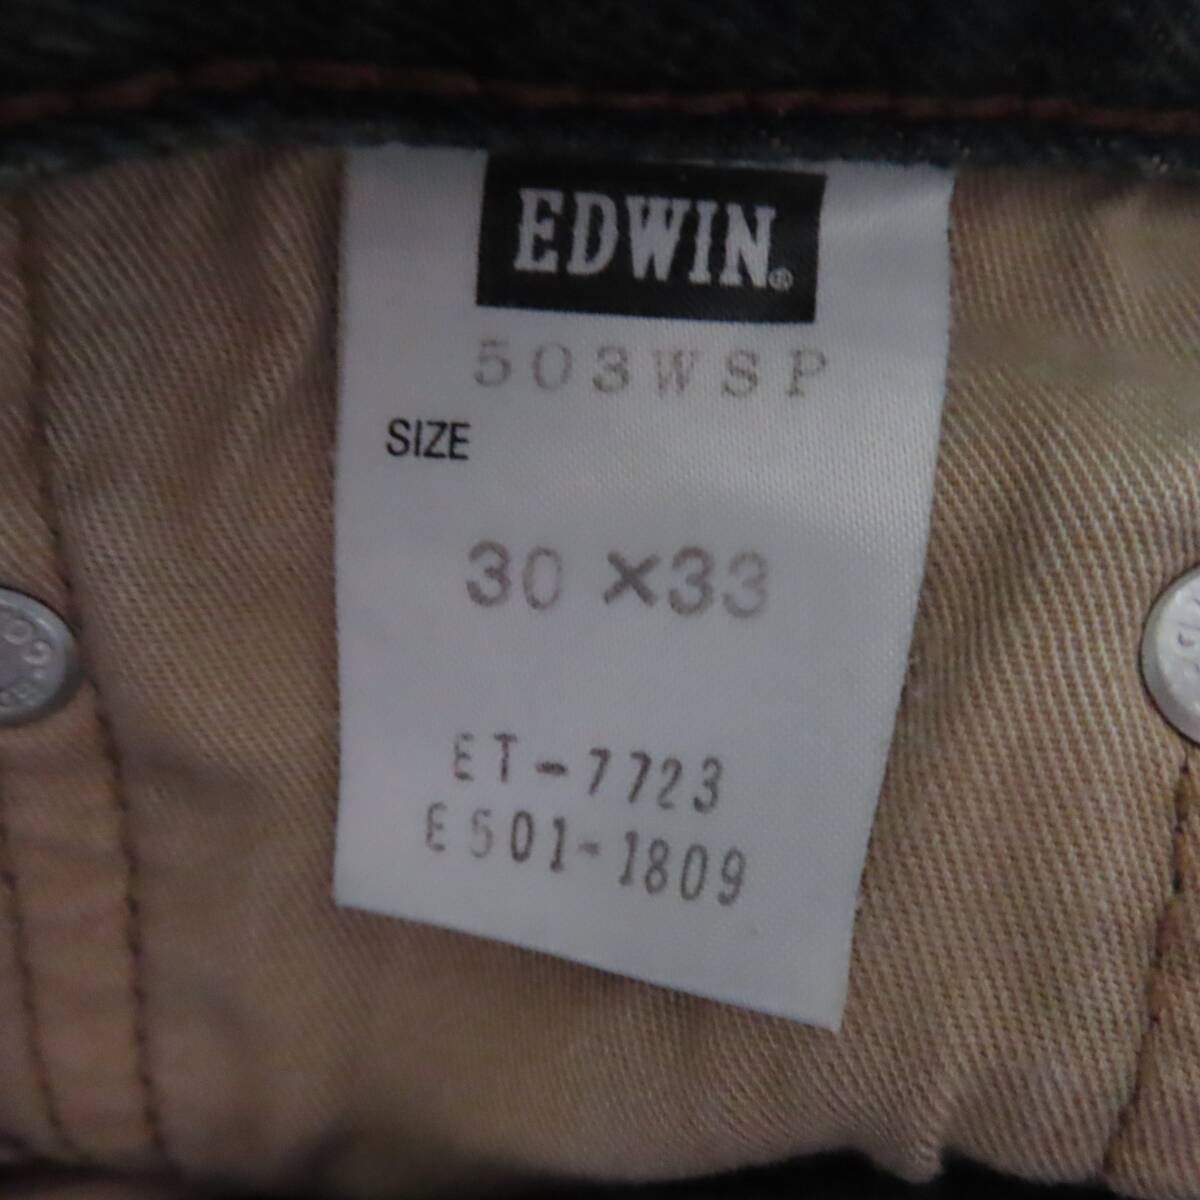 EDWIN®
503WSP
SIZE
30 ×33
ET-7723
E501-1809